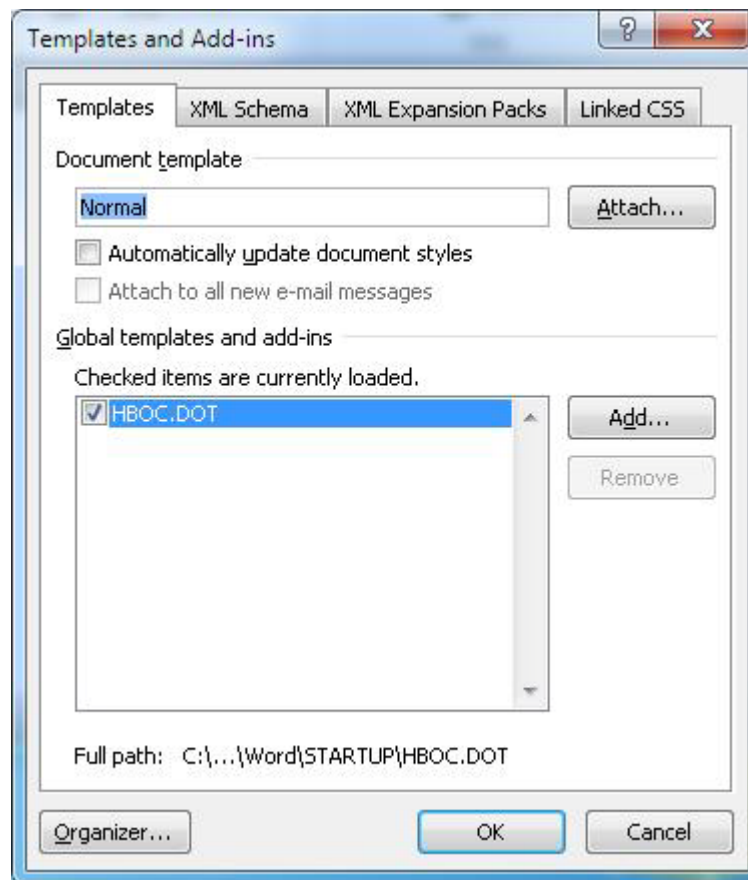 Templates and Add-ins
Templates XML Schema XML Expansion Packs Linked CSS
Document template
Normal Attach...
Automatically update document styles
Attach to all new e-mail messages
Global templates and add-ins
Checked items are currently loaded.
HBOC.DOT Add...
Remove
Full path: C:\...\Word\STARTUP\HBOC.DOT
Organizer... OK Cancel